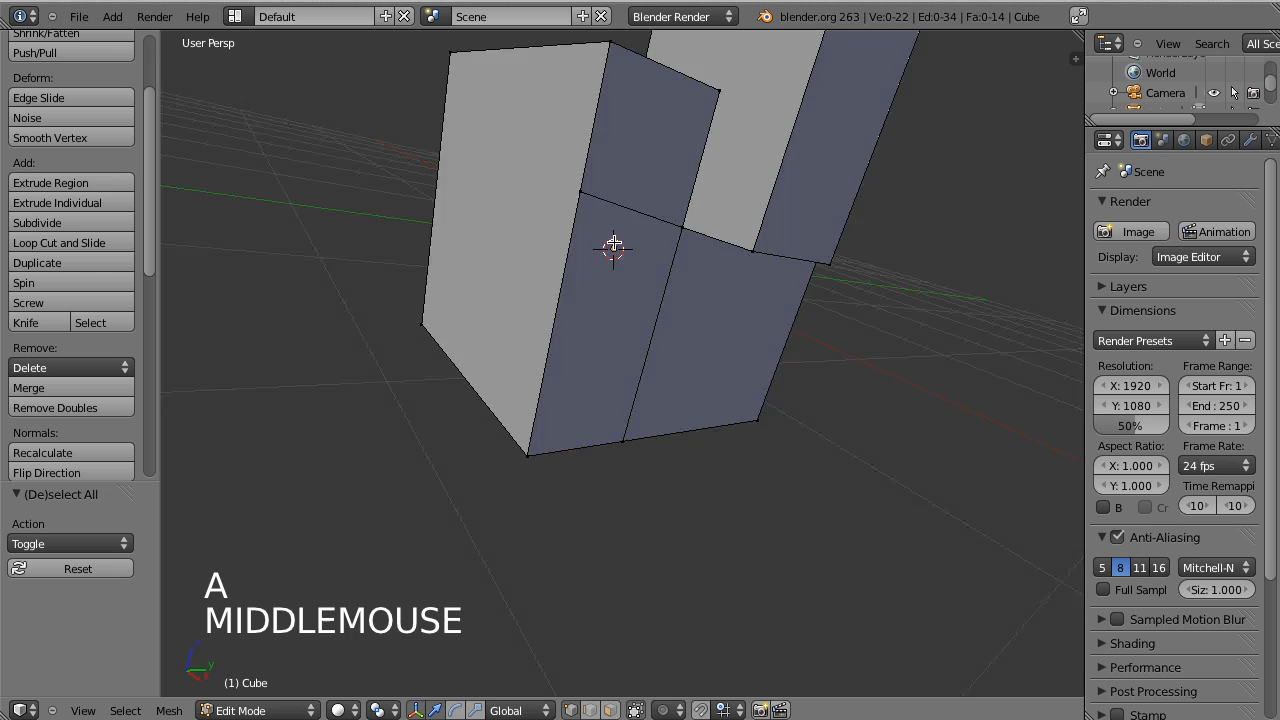 File Add Render Help Default Scene Blender Render blender.org 263 | Ve:0-22 | Ed:0-34 | Fa:0-14 | Cube
Shrink/Fatten
Push/Pull
Deform:
Edge Slide
Noise
Smooth Vertex
Add:
Extrude Region
Extrude Individual
Subdivide
Loop Cut and Slide
Duplicate
Spin
Screw
Knife Select
Remove:
Delete
Merge
Remove Doubles
Normals:
Recalculate
Flip Direction
(De)select All
Action
Toggle
Reset
User Persp
A
MIDDLEMOUSE
y
(1) Cube
View Select Mesh Edit Mode Global
View Search All Sce
World
Camera
Scene
Render
Image Animation
Display: Image Editor
Layers
Dimensions
Render Presets
Resolution: Frame Range:
X: 1920 Start Fr: 1
Y: 1080 End : 250
50% Frame : 1
Aspect Ratio: Frame Rate:
X: 1.000 24 fps
Y: 1.000 Time Remappi
B Cr 10 10
Anti-Aliasing
5 8 11 16 Mitchell-N
Full Sampl Siz: 1.000
Sampled Motion Blur
Shading
Performance
Post Processing
Stamp